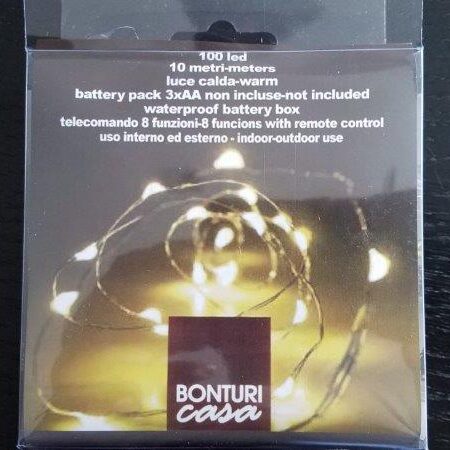 100 led
10 metri-meters
luce calda-warm
battery pack 3xAA non incluse-not included
waterproof battery box
telecomando 8 funzioni-8 funcions with remote control
uso interno ed esterno - indoor-outdoor use
BONTURI
casa